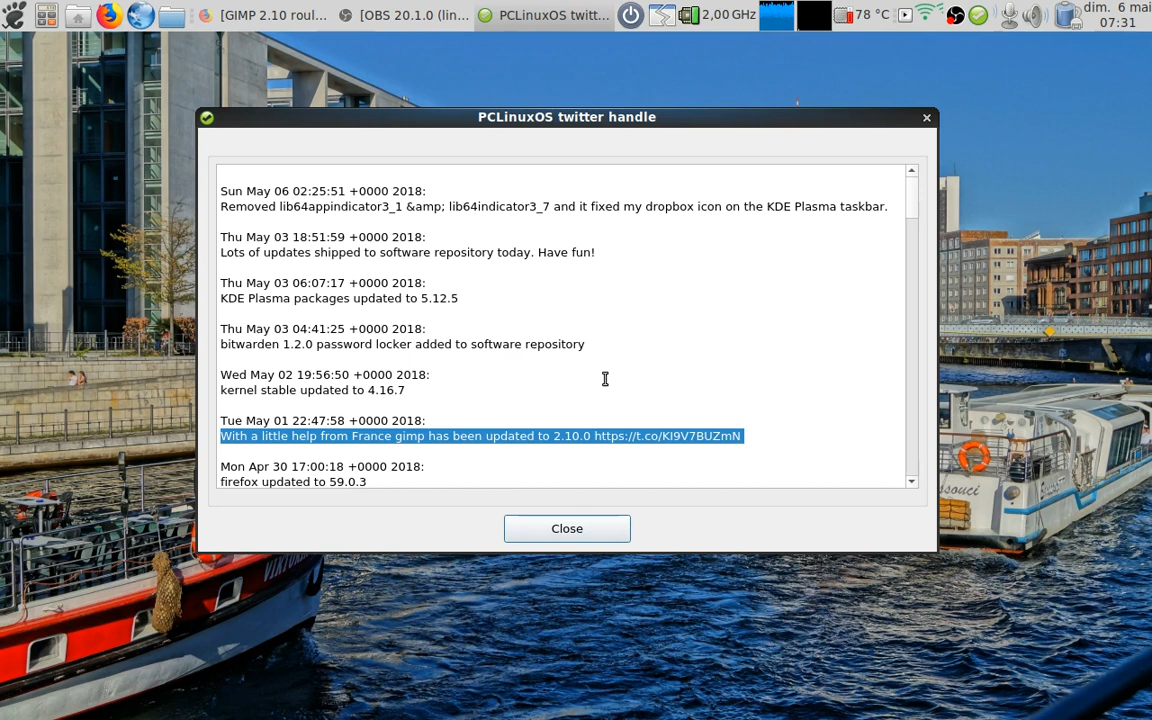 [GIMP 2.10 roul...
[OBS 20.1.0 (lin...
PCLinuxOS twitt...
2,00 GHz
78 °C
dim. 6 mai
07:31
PCLinuxOS twitter handle
Sun May 06 02:25:51 +0000 2018:
Removed lib64appindicator3_1 &amp; lib64indicator3_7 and it fixed my dropbox icon on the KDE Plasma taskbar.
Thu May 03 18:51:59 +0000 2018:
Lots of updates shipped to software repository today. Have fun!
Thu May 03 06:07:17 +0000 2018:
KDE Plasma packages updated to 5.12.5
Thu May 03 04:41:25 +0000 2018:
bitwarden 1.2.0 password locker added to software repository
Wed May 02 19:56:50 +0000 2018:
kernel stable updated to 4.16.7
Tue May 01 22:47:58 +0000 2018:
With a little help from France gimp has been updated to 2.10.0 https://t.co/KI9V7BUZmN
Mon Apr 30 17:00:18 +0000 2018:
firefox updated to 59.0.3
Close